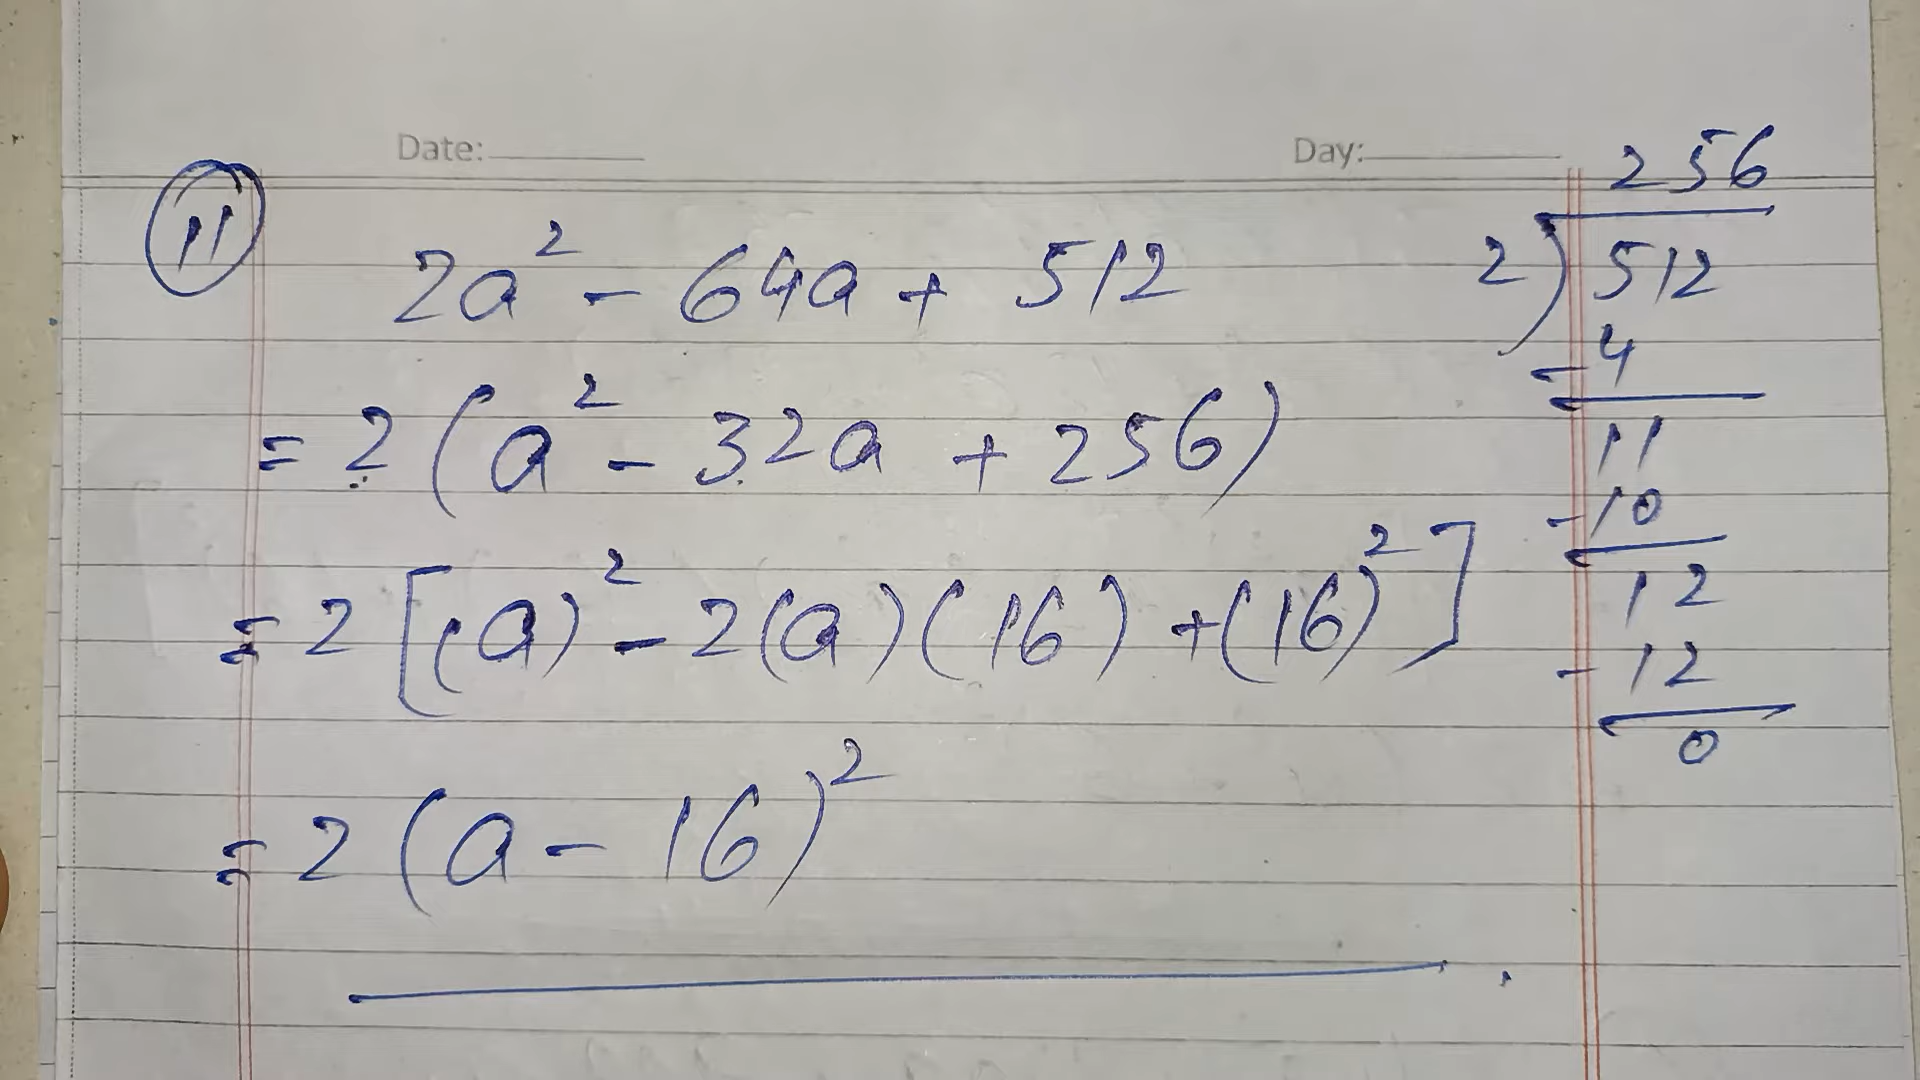 Date: Day:
11
2a² - 64a + 512
= 2 (a² - 32a + 256)
= 2 [(a)² - 2(a)(16) + (16)²]
= 2 (a - 16)²
256
2) 512
- 4
11
- 10
12
- 12
0